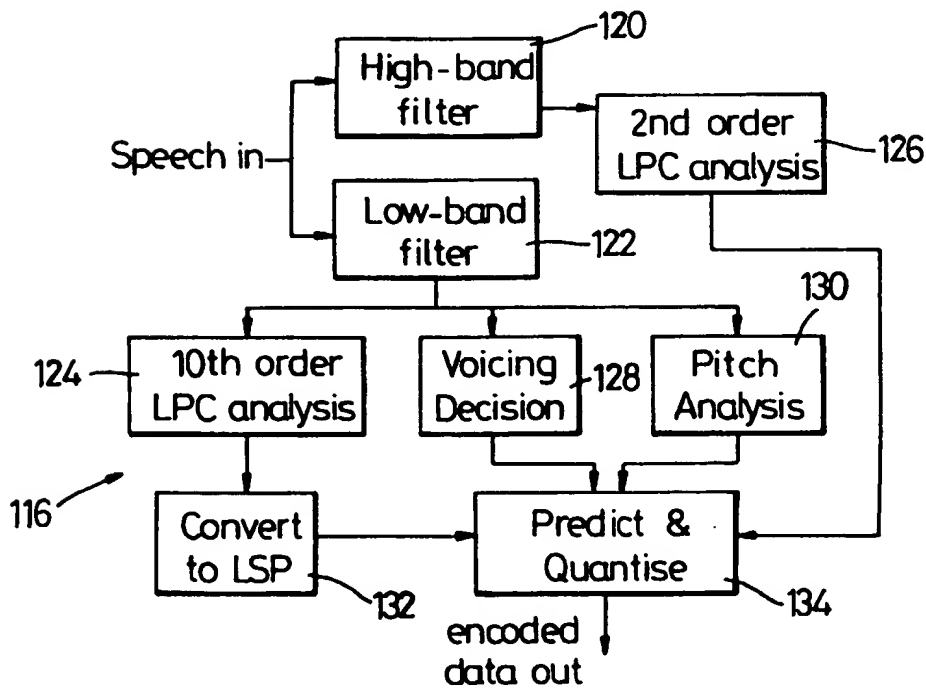 120
High-band
filter
2nd order
LPC analysis
126
Speech in
Low-band
filter
122
130
124
10th order
LPC analysis
Voicing
Decision
128
Pitch
Analysis
116
Convert
to LSP
132
Predict &
Quantise
134
encoded
data out